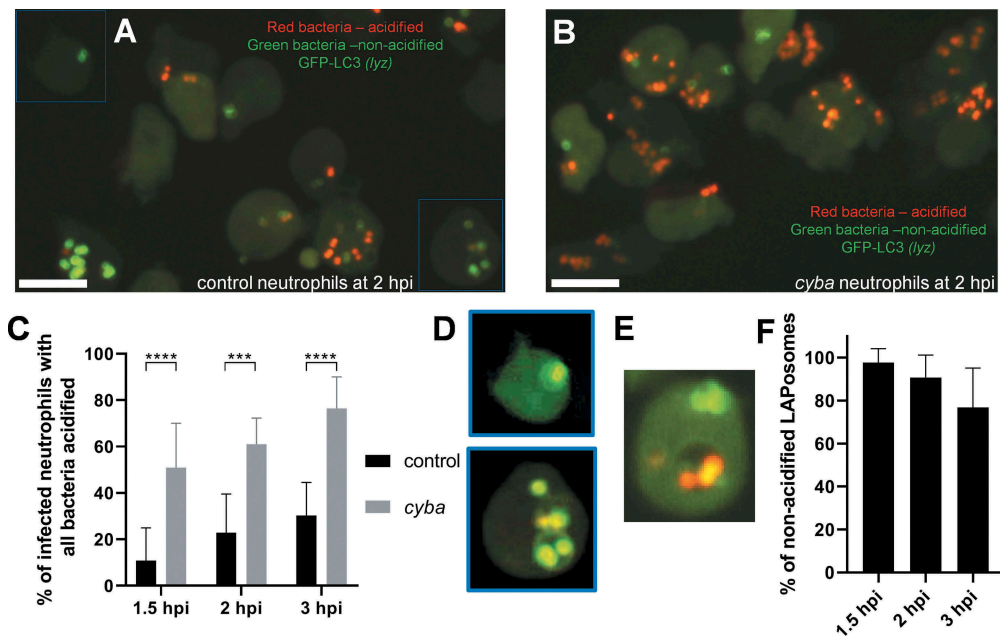 A
Red bacteria – acidified
Green bacteria –non-acidified
GFP-LC3 (lyz)
control neutrophils at 2 hpi
B
Red bacteria – acidified
Green bacteria –non-acidified
GFP-LC3 (lyz)
cyba neutrophils at 2 hpi
C
% of infected neutrophils with
all bacteria acidified
100
80
60
40
20
0
****
***
****
1.5 hpi
2 hpi
3 hpi
control
cyba
D
E
F
% of non-acidified LAPosomes
100
80
60
40
20
0
1.5 hpi
2 hpi
3 hpi